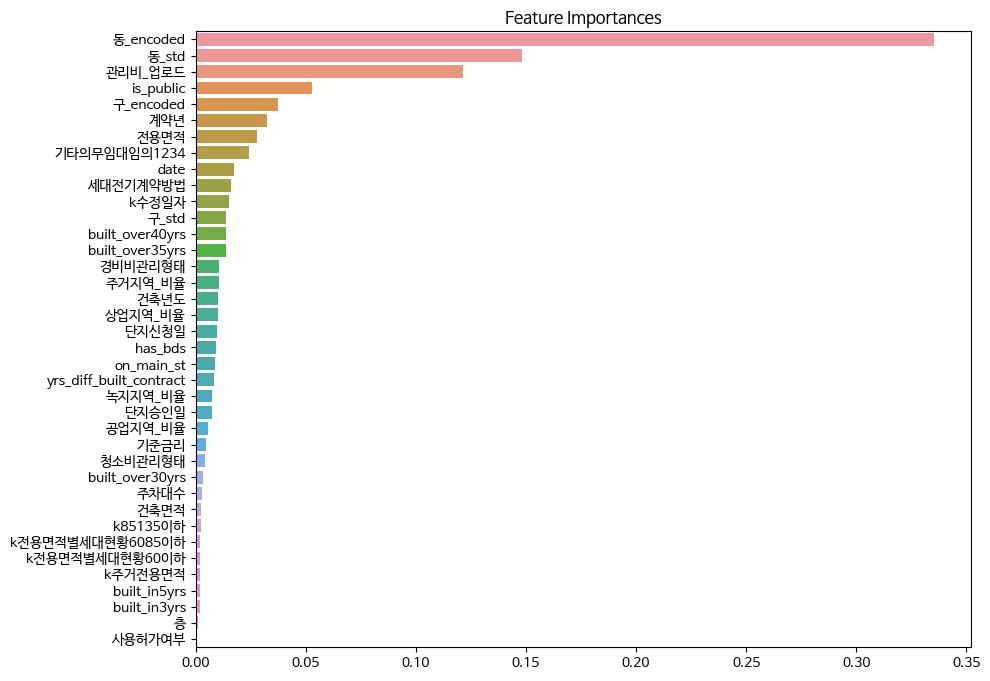 Feature Importances
동_encoded
동_std
관리비_업로드
is_public
구_encoded
계약년
전용면적
기타의무임대임의1234
date
세대전기계약방법
k수정일자
구_std
built_over40yrs
built_over35yrs
경비비관리형태
주거지역_비율
건축년도
상업지역_비율
단지신청일
has_bds
on_main_st
yrs_diff_built_contract
녹지지역_비율
단지승인일
공업지역_비율
기준금리
청소비관리형태
built_over30yrs
주차대수
건축면적
k85135이하
k전용면적별세대현황6085이하
k전용면적별세대현황60이하
k주거전용면적
built_in5yrs
built_in3yrs
층
사용허가여부
0.00 0.05 0.10 0.15 0.20 0.25 0.30 0.35